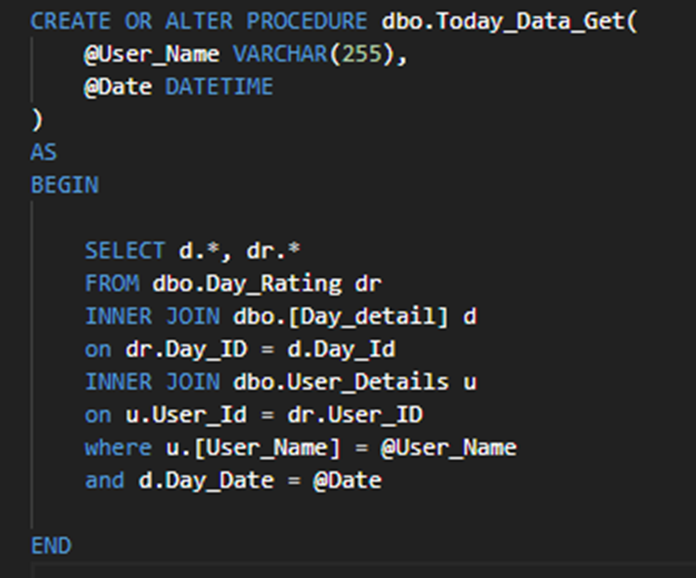 CREATE OR ALTER PROCEDURE dbo.Today_Data_Get(
    @User_Name VARCHAR(255),
    @Date DATETIME
)
AS
BEGIN
    SELECT d.*, dr.*
    FROM dbo.Day_Rating dr
    INNER JOIN dbo.[Day_detail] d
    on dr.Day_ID = d.Day_Id
    INNER JOIN dbo.User_Details u
    on u.User_Id = dr.User_ID
    where u.[User_Name] = @User_Name
    and d.Day_Date = @Date
END